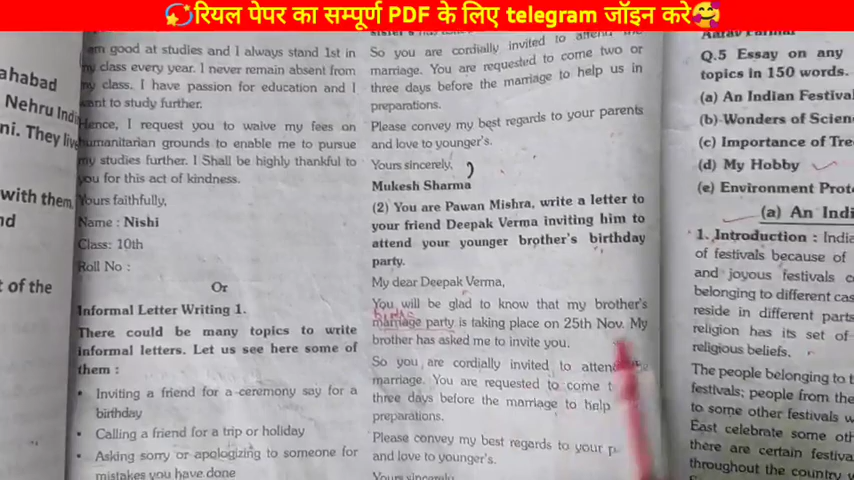 💫रियल पेपर का सम्पूर्ण PDF के लिए telegram जॉइन करे🥰
ahabad
Nehru Indi
ni. They live
with them
nd
t of the
am good at studies and I always stand 1st in
my class every year. I never remain absent from
my class. I have passion for education and I
want to study further.
Hence, I request you to waive my fees on
humanitarian grounds to enable me to pursue
my studies further. I Shall be highly thankful to
you for this act of kindness.
Yours faithfully,
Name : Nishi
Class: 10th
Roll No :
Or
Informal Letter Writing 1.
There could be many topics to write
informal letters. Let us see here some of
them :
• Inviting a friend for a ceremony say for a
birthday
• Calling a friend for a trip or holiday
• Asking sorry or apologizing to someone for
mistakes you have done
So you are cordially invited to attend the
marriage. You are requested to come two or
three days before the marriage to help us in
preparations.
Please convey my best regards to your parents
and love to younger's.
Yours sincerely,
Mukesh Sharma
(2) You are Pawan Mishra, write a letter to
your friend Deepak Verma inviting him to
attend your younger brother's birthday
party.
My dear Deepak Verma,
You will be glad to know that my brother's
birth
marriage party is taking place on 25th Nov. My
brother has asked me to invite you.
So you are cordially invited to attend
marriage. You are requested to come t
three days before the marriage to help
preparations.
Please convey my best regards to your p
and love to younger's.
Yours sincerely
Aarav
Q.5 Essay on any
topics in 150 words.
(a) An Indian Festival
(b) Wonders of Scien
(c) Importance of Tre
(d) My Hobby
(e) Environment Prot
(a) An Indi
1. Introduction : India
of festivals because of
and joyous festivals c
belonging to different cas
reside in different parts
religion has its set of
religious beliefs.
The people belonging to t
festivals; people from the
to some other festivals w
East celebrate some oth
there are certain festiva
throughout the country